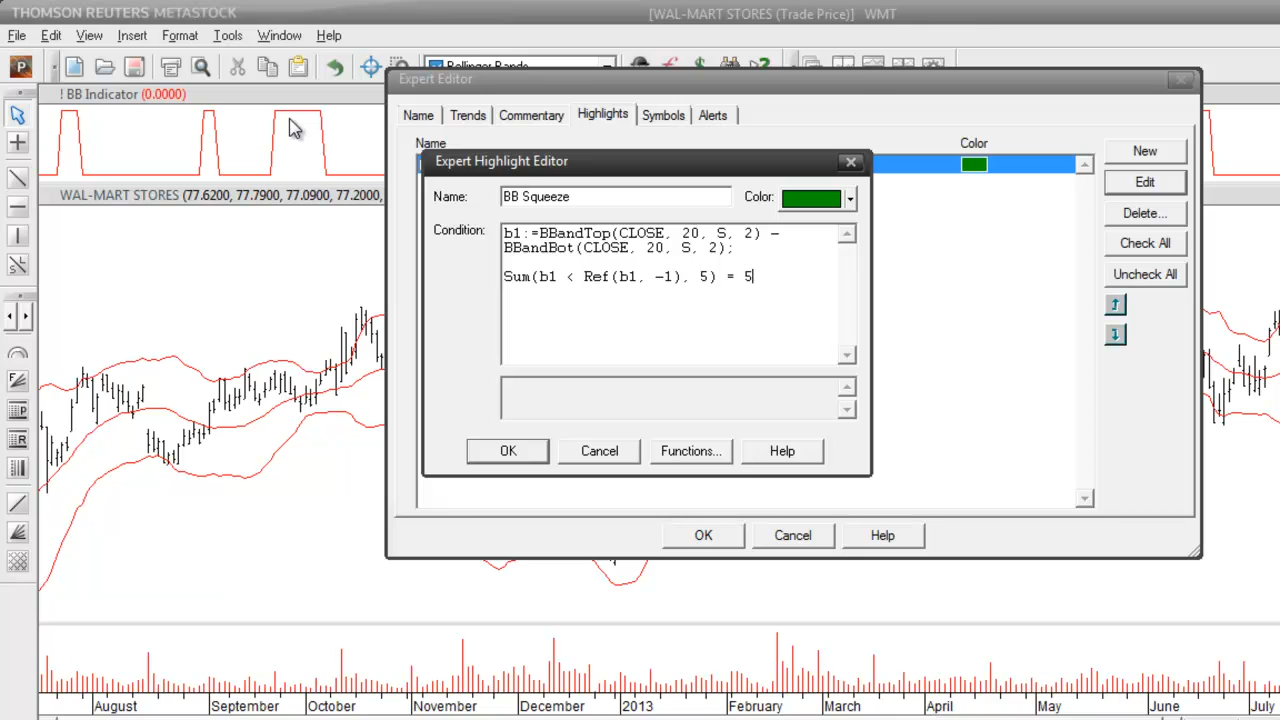 THOMSON REUTERS METASTOCK
[WAL-MART STORES (Trade Price)] WMT
File Edit View Insert Format Tools Window Help
P
Bollinger Bands
! BB Indicator (0.0000)
WAL-MART STORES (77.6200, 77.7900, 77.0900, 77.2000,
Expert Editor
Name Trends Commentary Highlights Symbols Alerts
Name Color
New
Edit
Delete...
Check All
Uncheck All
Expert Highlight Editor
Name: BB Squeeze Color:
Condition: b1:=BBandTop(CLOSE, 20, S, 2) –
BBandBot(CLOSE, 20, S, 2);
Sum(b1 < Ref(b1, –1), 5) = 5
OK Cancel Functions... Help
OK Cancel Help
F
P
R
August September October November December 2013 February March April May June July